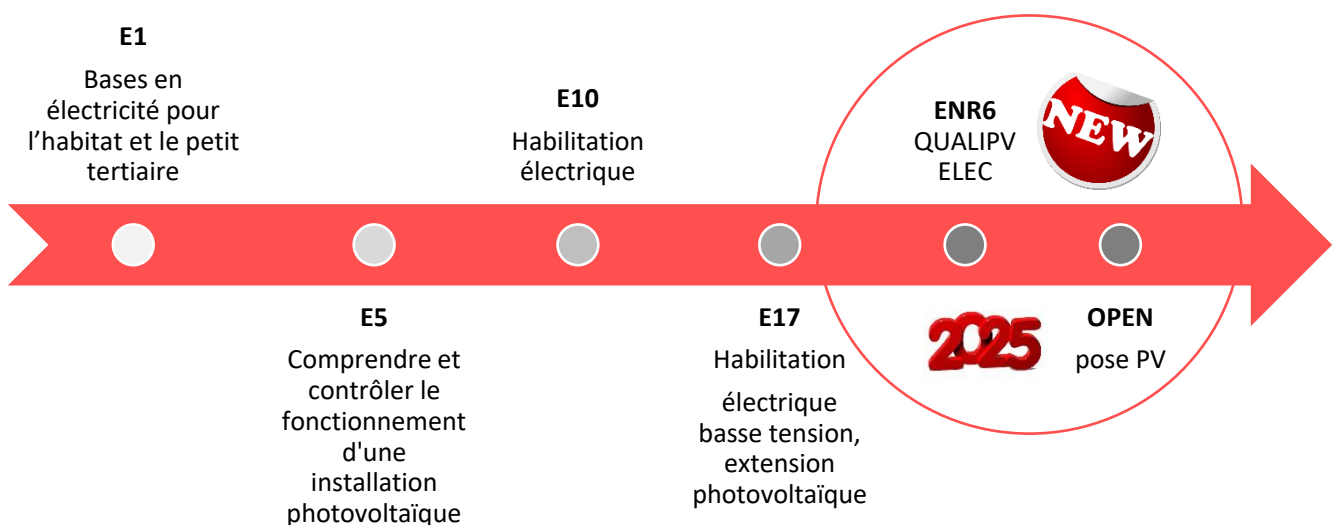 E1
Bases en
électricité pour
l’habitat et le petit
tertiaire
E5
Comprendre et
contrôler le
fonctionnement
d'une
installation
photovoltaïque
E10
Habilitation
électrique
E17
Habilitation
électrique
basse tension,
extension
photovoltaïque
ENR6
QUALIPV
ELEC
NEW
2025
OPEN
pose PV